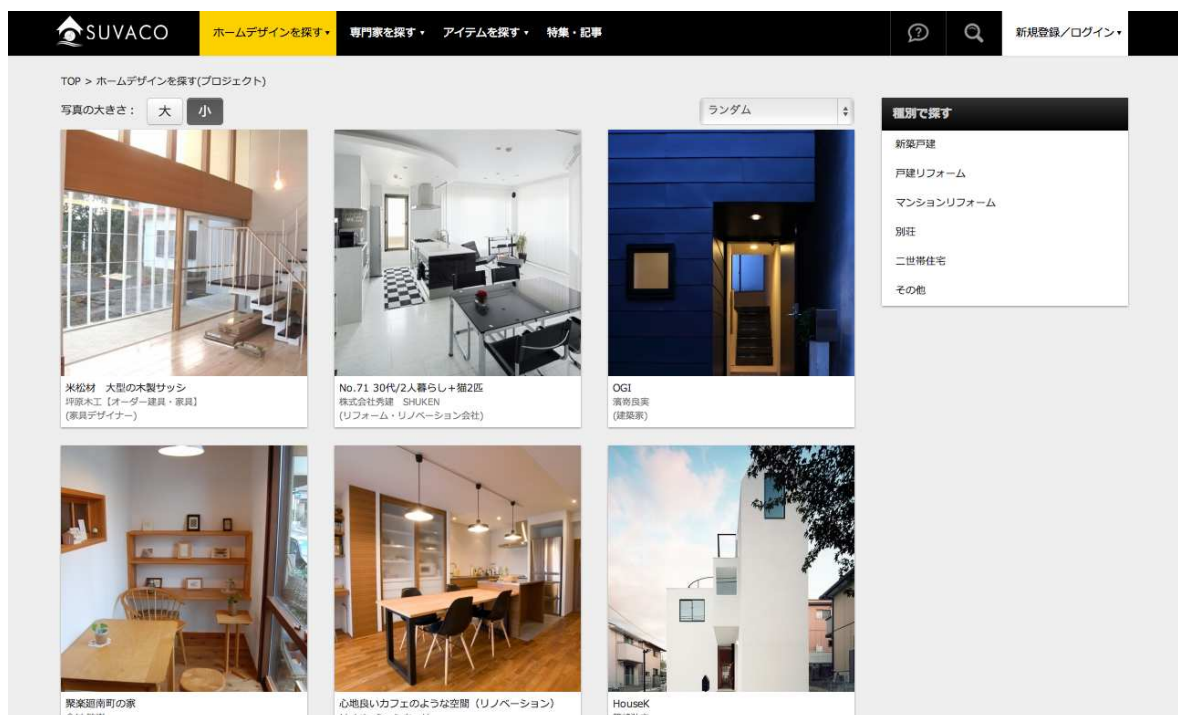 SUVACO
ホームデザインを探す▾
専門家を探す▾
アイテムを探す▾
特集・記事
新規登録／ログイン▾
TOP > ホームデザインを探す(プロジェクト)
写真の大きさ： 大 小
ランダム
種別で探す
新築戸建
戸建リフォーム
マンションリフォーム
別荘
二世帯住宅
その他
米松材　大型の木製サッシ
坪原木工【オーダー建具・家具】
(家具デザイナー)
No.71 30代/2人暮らし+猫2匹
株式会社秀建　SHUKEN
(リフォーム・リノベーション会社)
OGI
濱嵜良実
(建築家)
聚楽廻南町の家
心地良いカフェのような空間（リノベーション）
HouseK